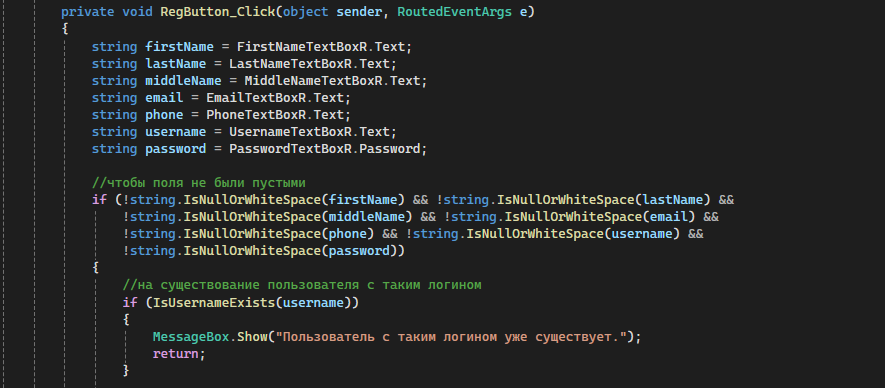 private void RegButton_Click(object sender, RoutedEventArgs e)
{
string firstName = FirstNameTextBoxR.Text;
string lastName = LastNameTextBoxR.Text;
string middleName = MiddleNameTextBoxR.Text;
string email = EmailTextBoxR.Text;
string phone = PhoneTextBoxR.Text;
string username = UsernameTextBoxR.Text;
string password = PasswordTextBoxR.Password;
//чтобы поля не были пустыми
if (!string.IsNullOrWhiteSpace(firstName) && !string.IsNullOrWhiteSpace(lastName) &&
!string.IsNullOrWhiteSpace(middleName) && !string.IsNullOrWhiteSpace(email) &&
!string.IsNullOrWhiteSpace(phone) && !string.IsNullOrWhiteSpace(username) &&
!string.IsNullOrWhiteSpace(password))
{
//на существование пользователя с таким логином
if (IsUsernameExists(username))
{
MessageBox.Show("Пользователь с таким логином уже существует.");
return;
}